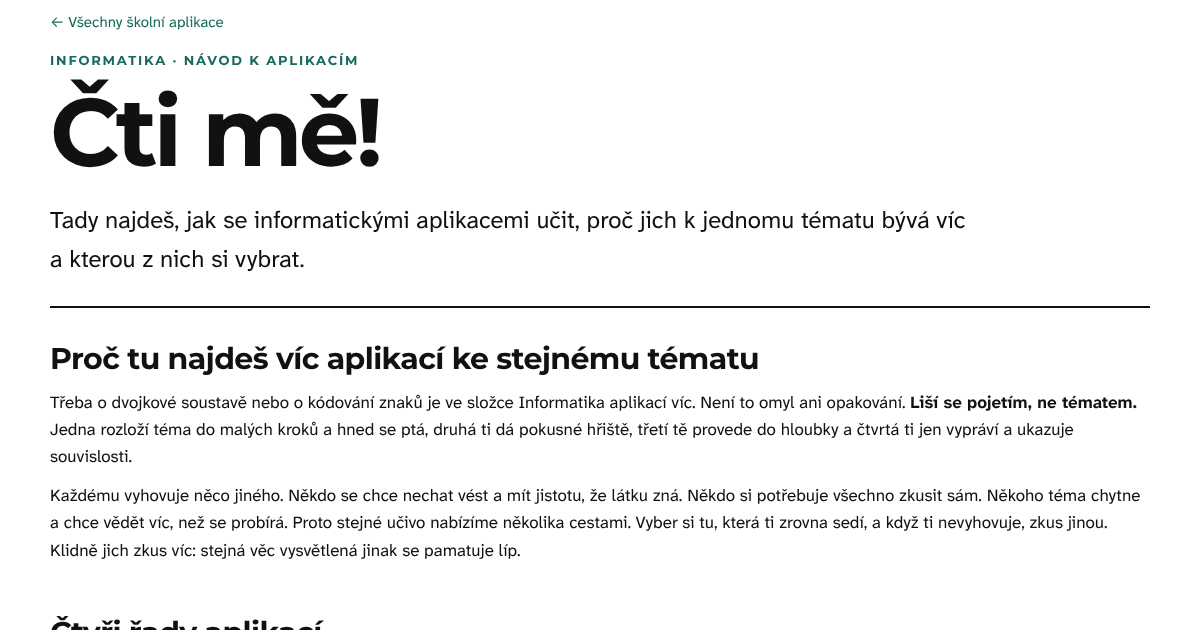 ← Všechny školní aplikace
INFORMATIKA · NÁVOD K APLIKACÍM
Čti mě!
Tady najdeš, jak se informatickými aplikacemi učit, proč jich k jednomu tématu bývá víc
a kterou z nich si vybrat.
Proč tu najdeš víc aplikací ke stejnému tématu
Třeba o dvojkové soustavě nebo o kódování znaků je ve složce Informatika aplikací víc. Není to omyl ani opakování. Liší se pojetím, ne tématem.
Jedna rozloží téma do malých kroků a hned se ptá, druhá ti dá pokusné hřiště, třetí tě provede do hloubky a čtvrtá ti jen vypráví a ukazuje
souvislosti.
Každému vyhovuje něco jiného. Někdo se chce nechat vést a mít jistotu, že látku zná. Někdo si potřebuje všechno zkusit sám. Někoho téma chytne
a chce vědět víc, než se probírá. Proto stejné učivo nabízíme několika cestami. Vyber si tu, která ti zrovna sedí, a když ti nevyhovuje, zkus jinou.
Klidně jich zkus víc: stejná věc vysvětlená jinak se pamatuje líp.
Čtyři řady aplikací